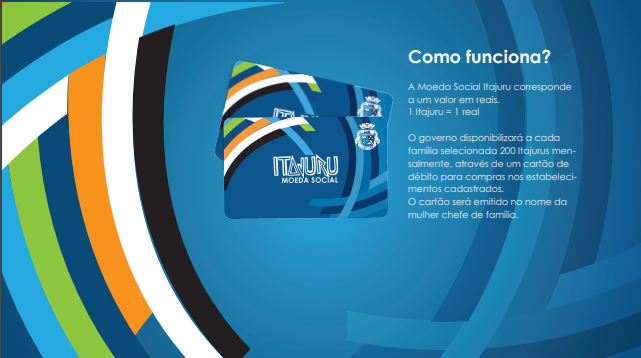 Como funciona?
A Moeda Social Itajuru corresponde
a um valor em reais.
1 Itajuru = 1 real
O governo disponibilizará a cada
família selecionada 200 Itajurus men-
salmente, através de um cartão de
débito para compras nos estabeleci-
mentos cadastrados.
O cartão será emitido no nome da
mulher chefe de família.
ITAJURU
MOEDA SOCIAL